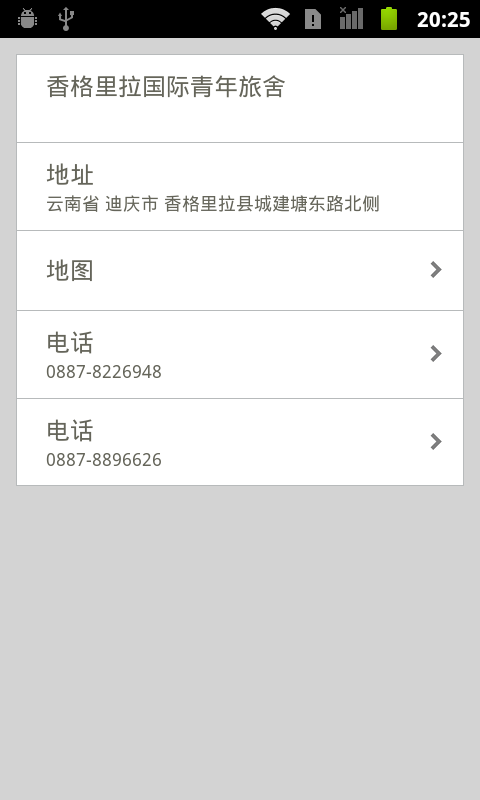 20:25
香格里拉国际青年旅舍
地址
云南省 迪庆市 香格里拉县城建塘东路北侧
地图
电话
0887-8226948
电话
0887-8896626